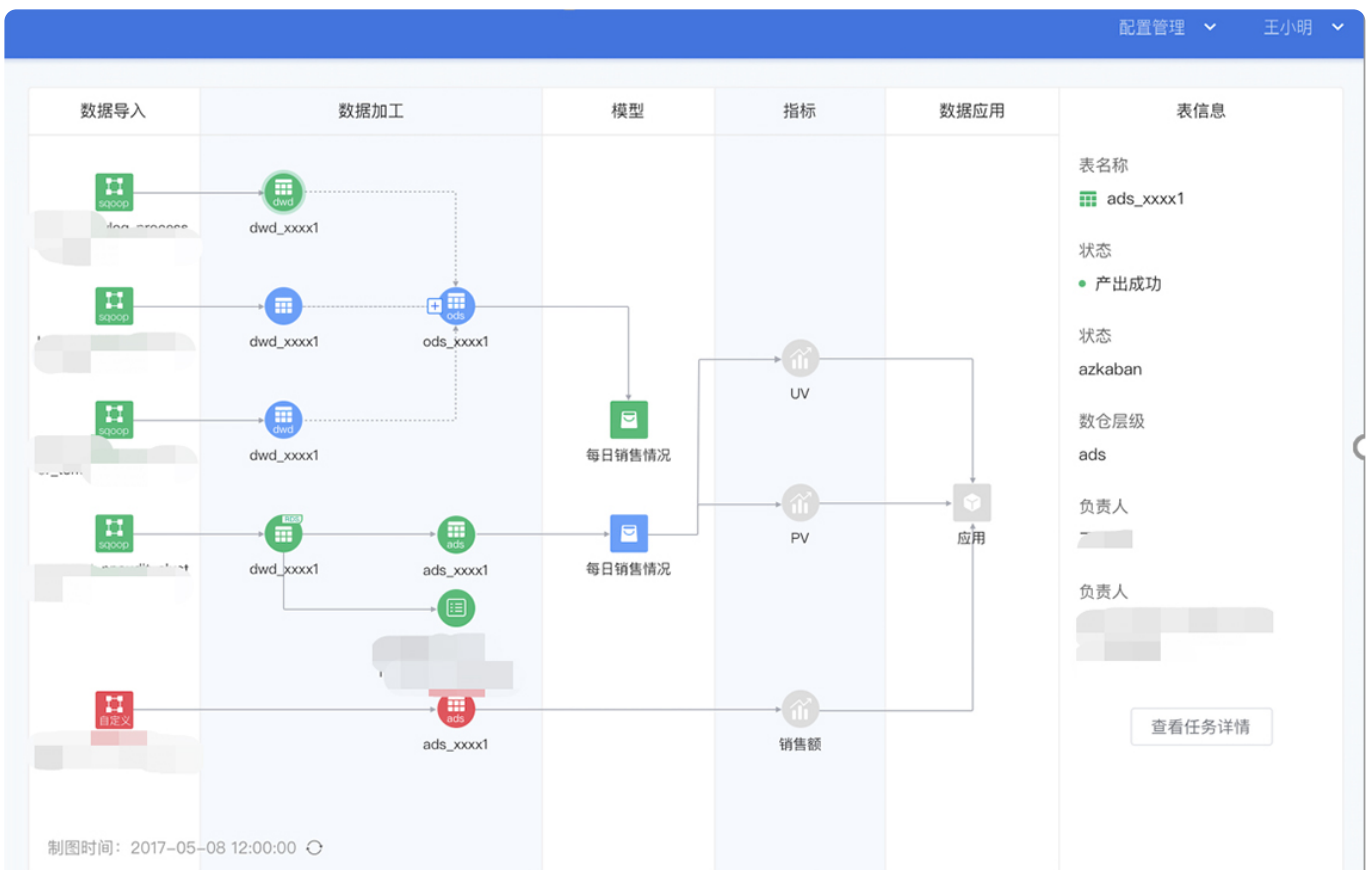 配置管理
王小明
数据导入
数据加工
模型
指标
数据应用
表信息
sqoop
dwd
dwd_xxxx1
sqoop
dwd_xxxx1
ods
ods_xxxx1
sqoop
dwd
dwd_xxxx1
每日销售情况
UV
sqoop
ADS
dwd_xxxx1
ads
ads_xxxx1
每日销售情况
PV
应用
自定义
ads
ads_xxxx1
销售额
表名称
ads_xxxx1
状态
产出成功
状态
azkaban
数仓层级
ads
负责人
负责人
查看任务详情
制图时间：2017-05-08 12:00:00